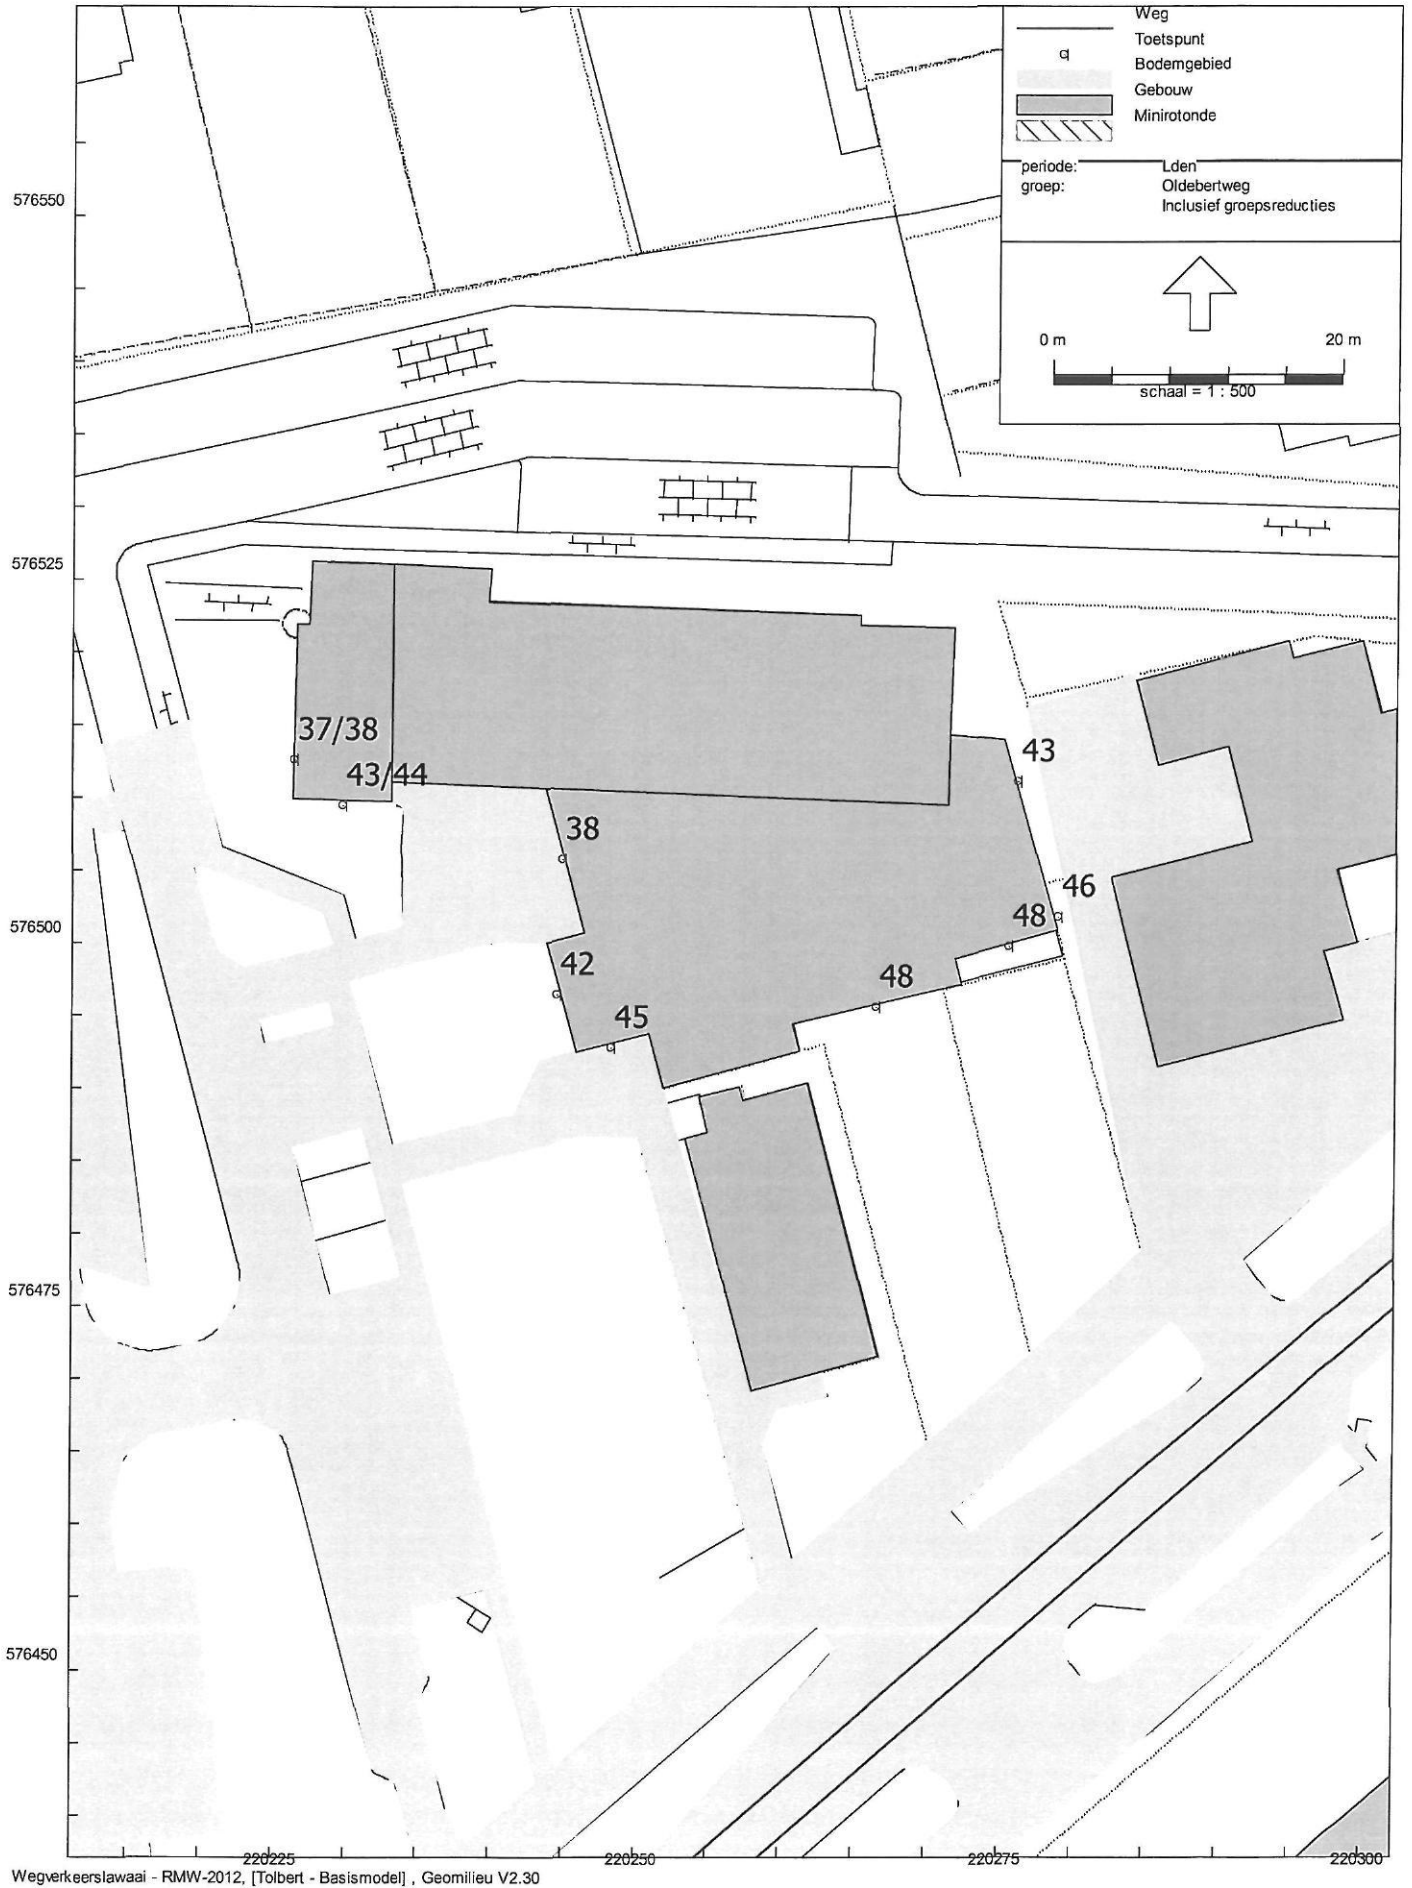 Weg
Toetspunt
Bodemgebied
Gebouw
Minirotonde
periode: Lden
groep: Oldebertweg
Inclusief groepsreducties
0 m 20 m
schaal = 1 : 500
576550
576525
37/38
43/44
43
38
46
48
576500
42
48
45
576475
576450
220225 220250 220275 220300
Wegverkeerslawaai - RMW-2012, [Tolbert - Basismodel] , Geomilieu V2.30